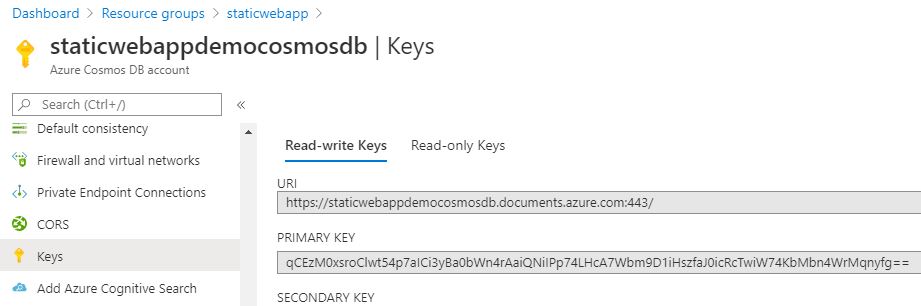 Dashboard > Resource groups > staticwebapp
staticwebappdemocosmosdb | Keys
Azure Cosmos DB account
Search (Ctrl+/)
«
Default consistency
Firewall and virtual networks
Private Endpoint Connections
CORS
Keys
Add Azure Cognitive Search
Read-write Keys Read-only Keys
URI
https://staticwebappdemocosmosdb.documents.azure.com:443/
PRIMARY KEY
qCEzM0xsroClwt54p7aICi3yBa0bWn4rAaiQNiIPp74LHcA7Wbm9D1iHszfaJ0icRcTwiW74KbMbn4WrMqnyfg==
SECONDARY KEY